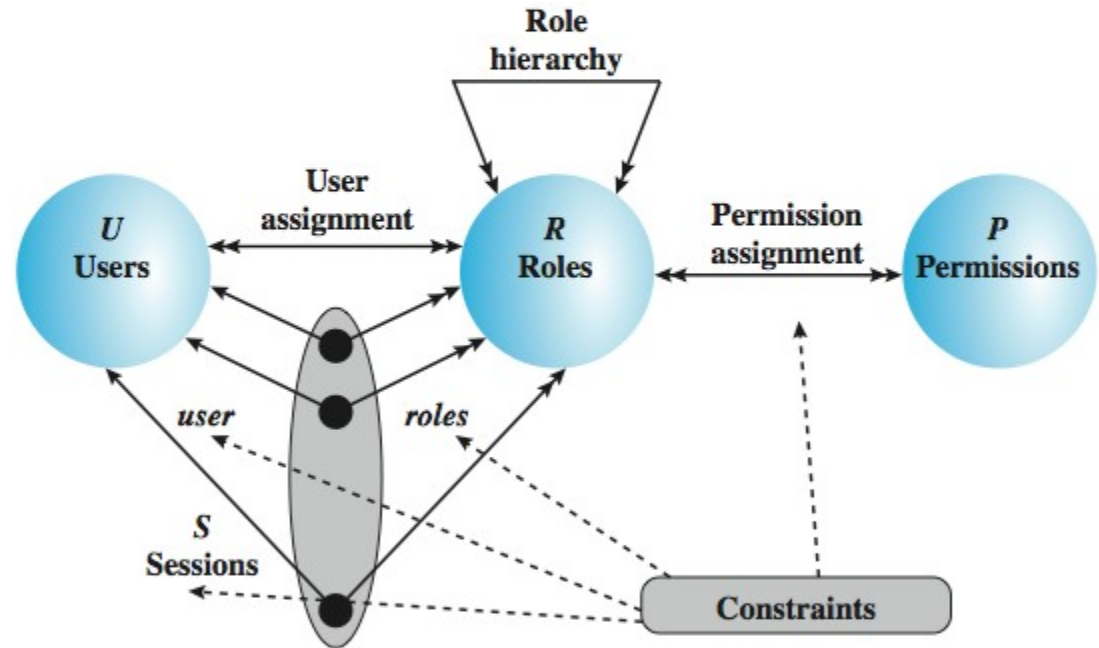 Role
hierarchy
User
assignment
U
Users
R
Roles
Permission
assignment
P
Permissions
user
roles
S
Sessions
Constraints